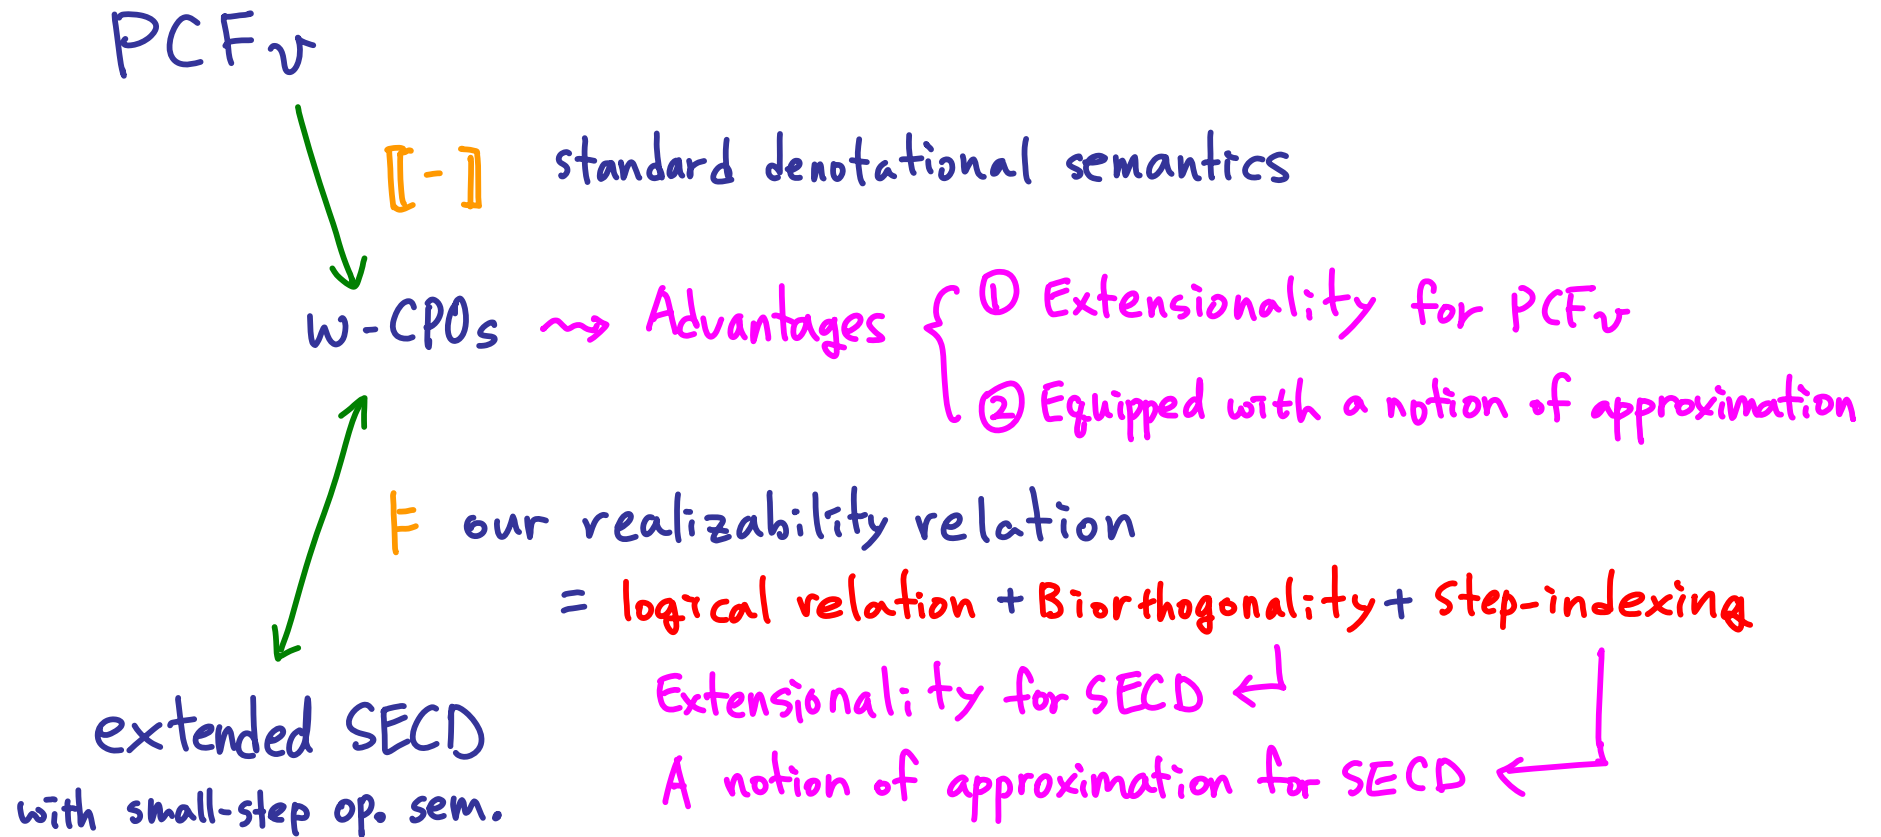 PCFv
⟦-⟧ standard denotational semantics
ω-CPOs ⇝ Advantages { ① Extensionality for PCFv
② Equipped with a notion of approximation
⊨ our realizability relation
= logical relation + Biorthogonality + Step-indexing
Extensionality for SECD
extended SECD
A notion of approximation for SECD
with small-step op. sem.